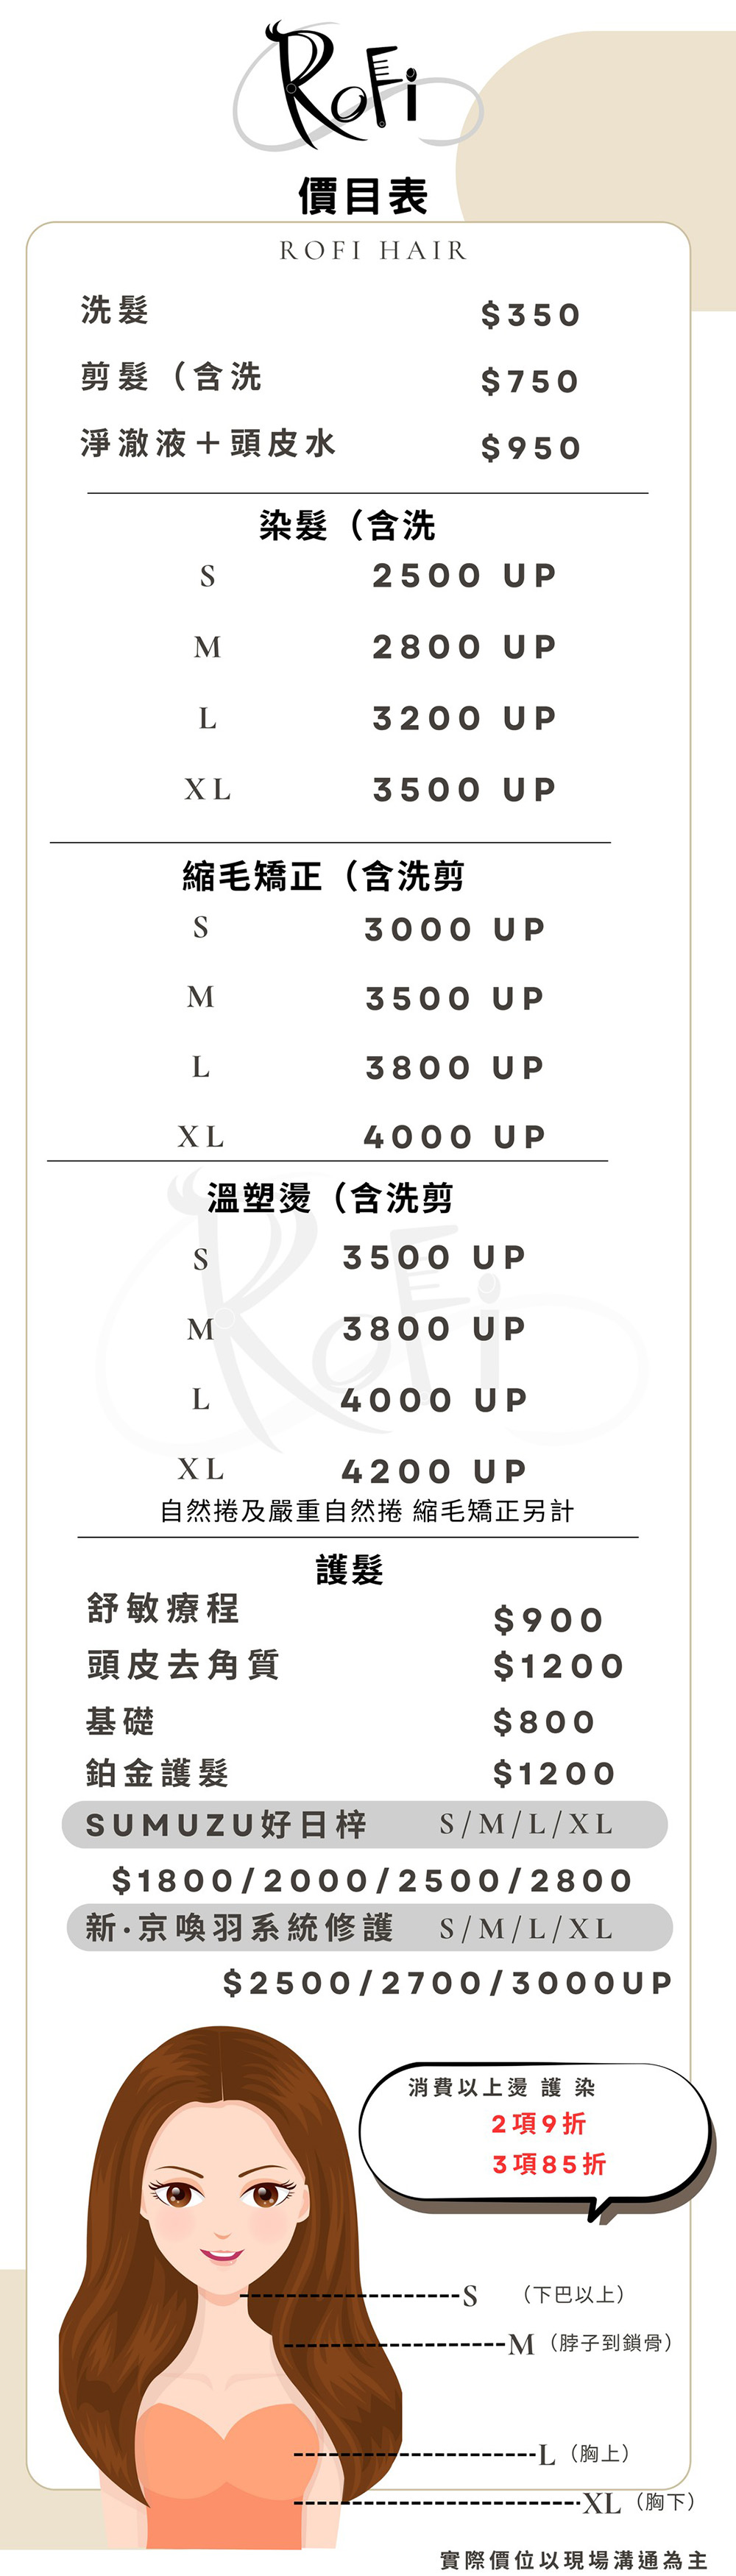 RoFi
價目表
ROFI HAIR
洗髮 $350
剪髮（含洗 $750
淨澈液＋頭皮水 $950
染髮（含洗
S 2500 UP
M 2800 UP
L 3200 UP
XL 3500 UP
縮毛矯正（含洗剪
S 3000 UP
M 3500 UP
L 3800 UP
XL 4000 UP
溫塑燙（含洗剪
S 3500 UP
M 3800 UP
L 4000 UP
XL 4200 UP
RoFi
自然捲及嚴重自然捲 縮毛矯正另計
護髮
舒敏療程 $900
頭皮去角質 $1200
基礎 $800
鉑金護髮 $1200
SUMUZU好日梓 S/M/L/XL
$1800/2000/2500/2800
新·京喚羽系統修護 S/M/L/XL
$2500/2700/3000UP
消費以上燙 護 染
2項9折
3項85折
S （下巴以上）
M（脖子到鎖骨）
L（胸上）
XL（胸下）
實際價位以現場溝通為主